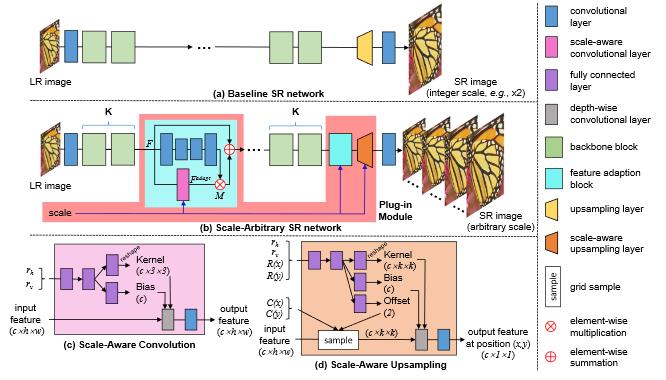 LR image
(a) Baseline SR network
SR image
(integer scale, e.g., x2)
K
K
F
F^adapt
M
LR image
scale
Plug-in
Module
(b) Scale-Arbitrary SR network
SR image
(arbitrary scale)
r_h
r_v
reshape
Kernel
(c×3×3)
Bias
(c)
input
feature
(c×h×w)
output
feature
(c×h×w)
(c) Scale-Aware Convolution
r_h
r_v
R(x)
R(y)
reshape
Kernel
(c×k×k)
Bias
(c)
Offset
(2)
C(x)
C(y)
input
feature
(c×h×w)
sample
(c×k×k)
output feature
at position (x,y)
(c×1×1)
(d) Scale-Aware Upsampling
convolutional
layer
scale-aware
convolutional layer
fully connected
layer
depth-wise
convolutional layer
backbone block
feature adaption
block
upsampling layer
scale-aware
upsampling layer
sample
grid sample
element-wise
multiplication
element-wise
summation